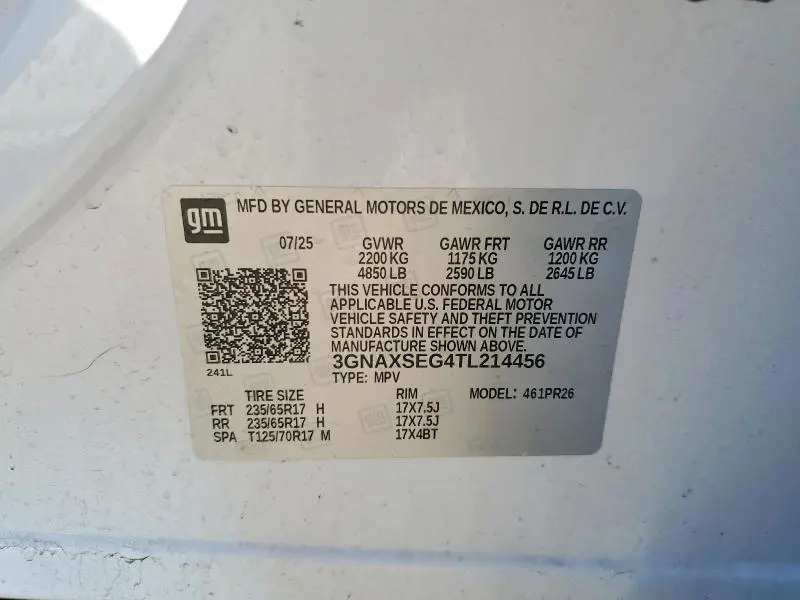 gm MFD BY GENERAL MOTORS DE MEXICO, S. DE R.L. DE C.V.
07/25 GVWR GAWR FRT GAWR RR
2200 KG 1175 KG 1200 KG
4850 LB 2590 LB 2645 LB
THIS VEHICLE CONFORMS TO ALL
APPLICABLE U.S. FEDERAL MOTOR
VEHICLE SAFETY AND THEFT PREVENTION
STANDARDS IN EFFECT ON THE DATE OF
MANUFACTURE SHOWN ABOVE.
3GNAXSEG4TL214456
241L TYPE: MPV
TIRE SIZE RIM MODEL: 461PR26
FRT 235/65R17 H 17X7.5J
RR 235/65R17 H 17X7.5J
SPA T125/70R17 M 17X4BT